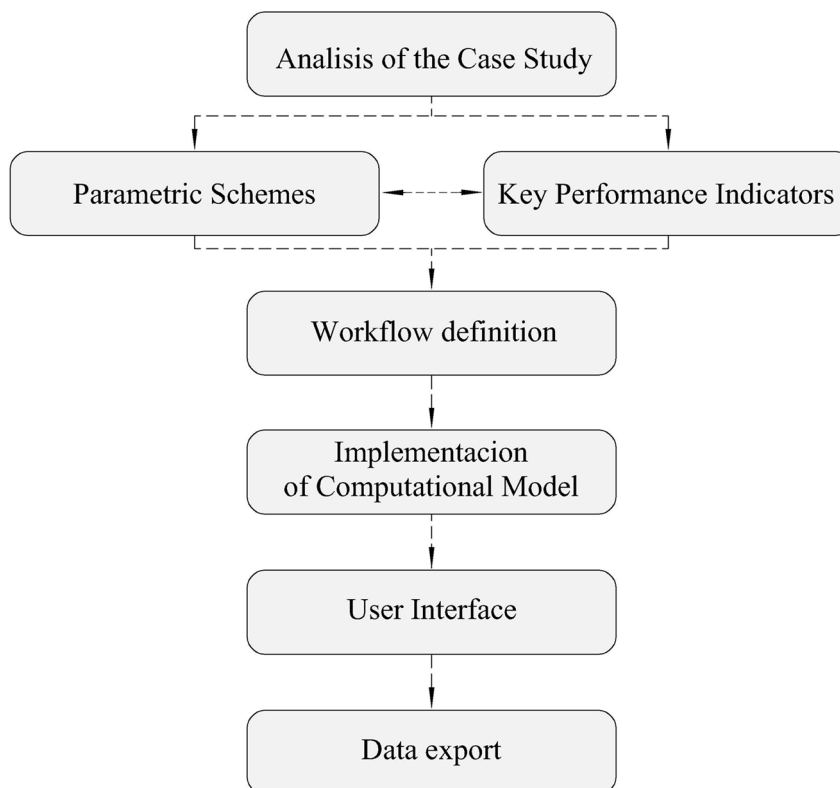 Analisis of the Case Study
Parametric Schemes
Key Performance Indicators
Workflow definition
Implementacion
of Computational Model
User Interface
Data export